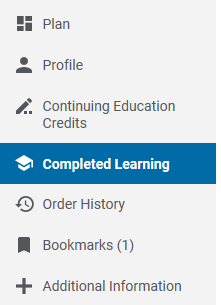 Plan
Profile
Continuing Education
Credits
Completed Learning
Order History
Bookmarks (1)
Additional Information